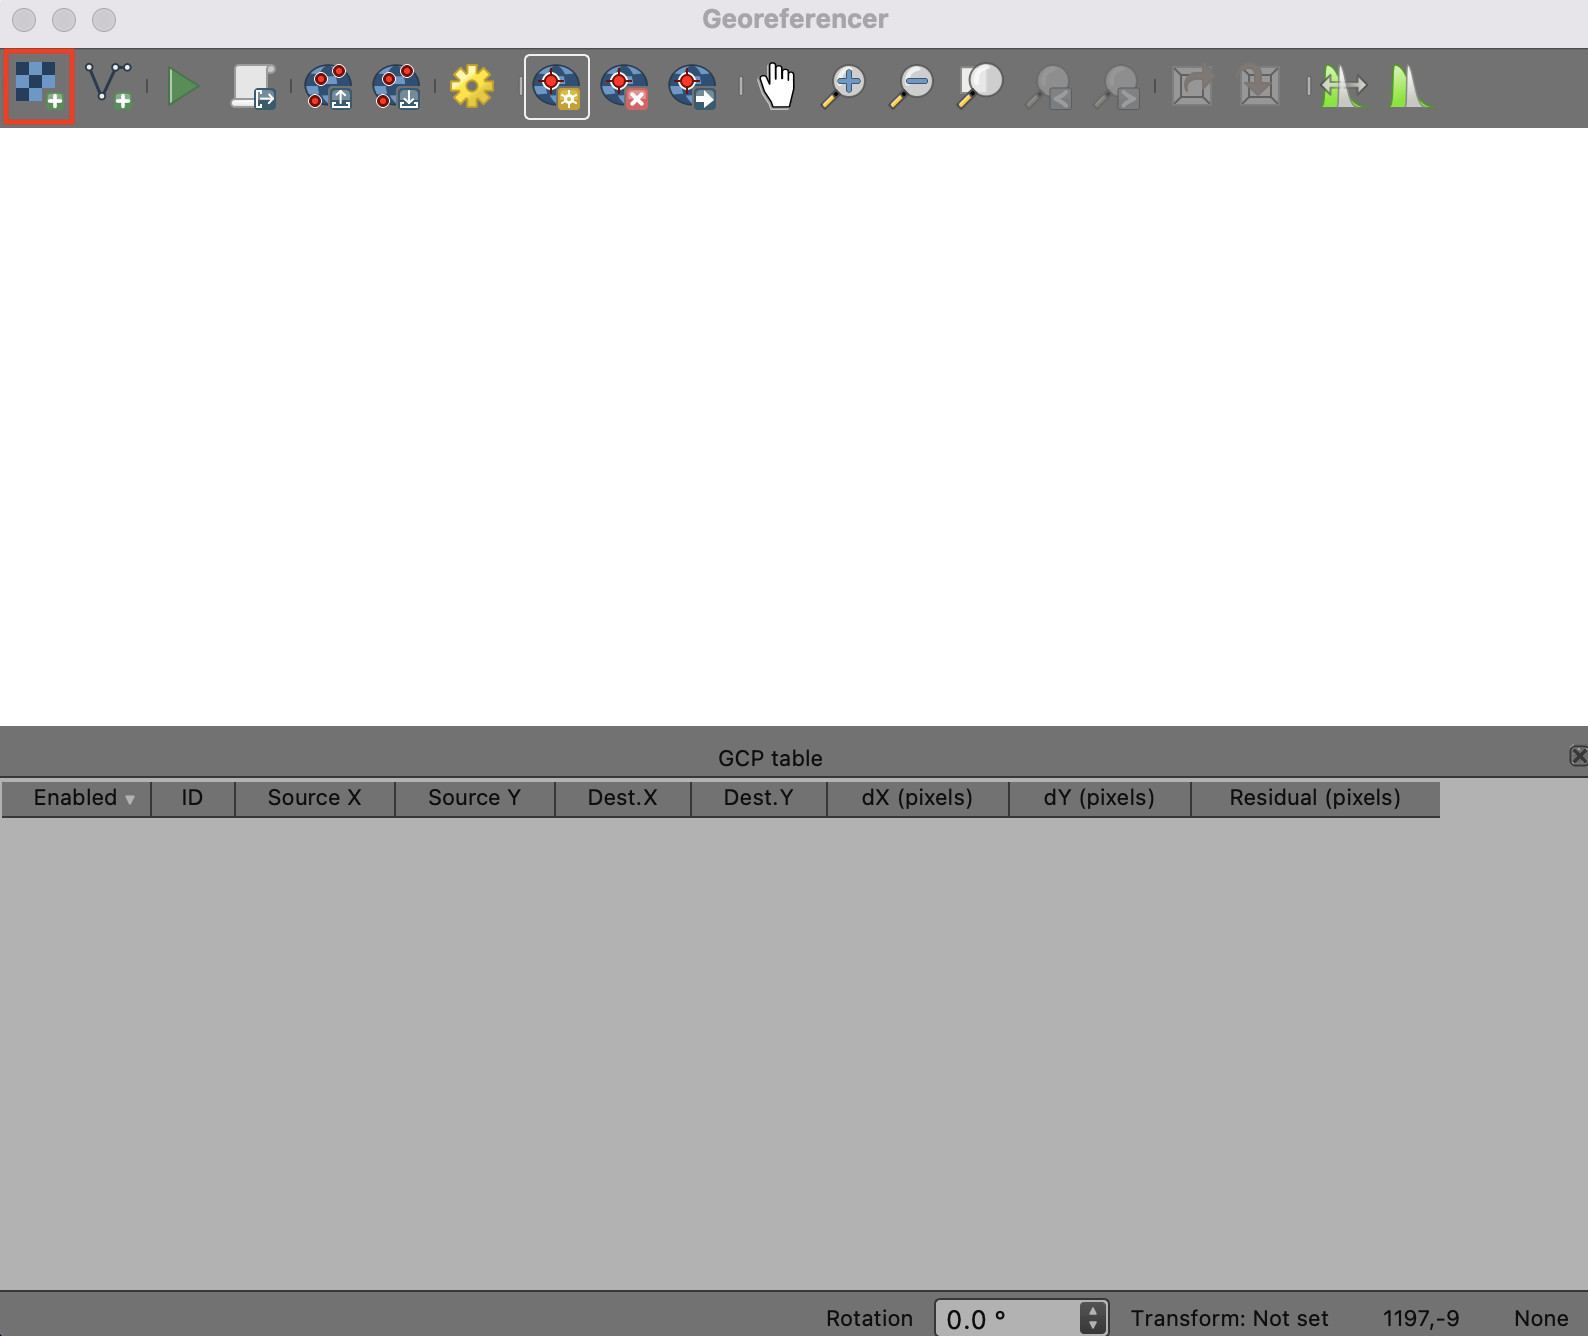 Georeferencer
GCP table
Enabled ID Source X Source Y Dest.X Dest.Y dX (pixels) dY (pixels) Residual (pixels)
Rotation 0.0 ° Transform: Not set 1197,-9 None